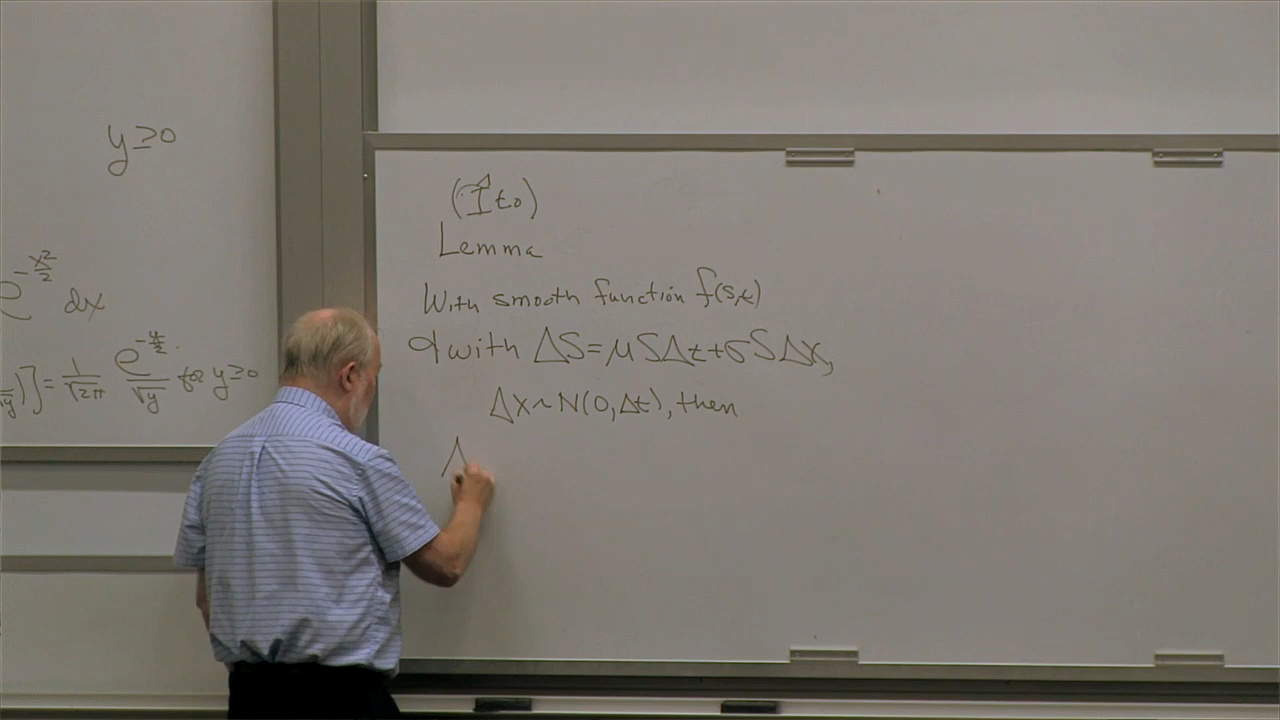 y≥0
e^{-x²/2} dx
)] = 1/√2π e^{-y/2}/√y for y≥0
(Îto)
Lemma
With smooth function f(S,t)
& with ΔS = μSΔt + σSΔX,
ΔX ~ N(0, Δt), then
Δ